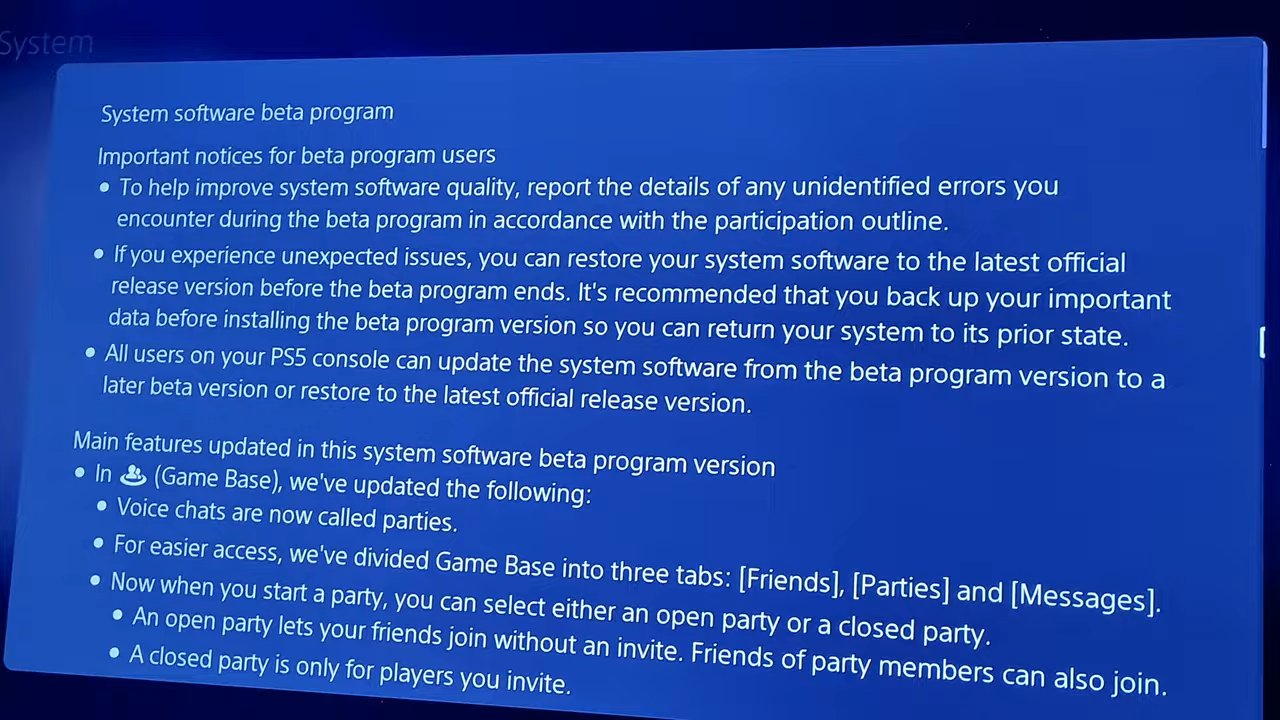 System
System software beta program
Important notices for beta program users
• To help improve system software quality, report the details of any unidentified errors you
encounter during the beta program in accordance with the participation outline.
• If you experience unexpected issues, you can restore your system software to the latest official
release version before the beta program ends. It's recommended that you back up your important
data before installing the beta program version so you can return your system to its prior state.
• All users on your PS5 console can update the system software from the beta program version to a
later beta version or restore to the latest official release version.
Main features updated in this system software beta program version
• In (Game Base), we've updated the following:
• Voice chats are now called parties.
• For easier access, we've divided Game Base into three tabs: [Friends], [Parties] and [Messages].
• Now when you start a party, you can select either an open party or a closed party.
• An open party lets your friends join without an invite. Friends of party members can also join.
• A closed party is only for players you invite.